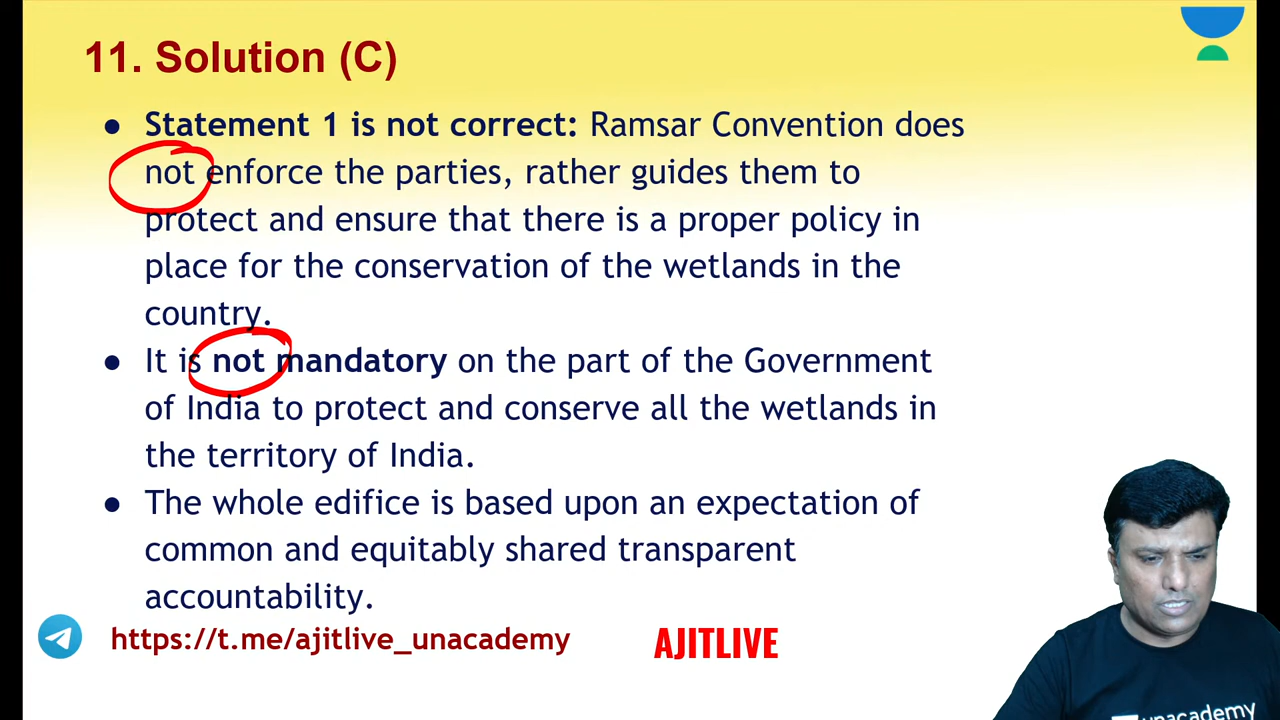 11. Solution (C)
● Statement 1 is not correct: Ramsar Convention does
not enforce the parties, rather guides them to
protect and ensure that there is a proper policy in
place for the conservation of the wetlands in the
country.
● It is not mandatory on the part of the Government
of India to protect and conserve all the wetlands in
the territory of India.
● The whole edifice is based upon an expectation of
common and equitably shared transparent
accountability.
https://t.me/ajitlive_unacademy AJITLIVE
unacademy